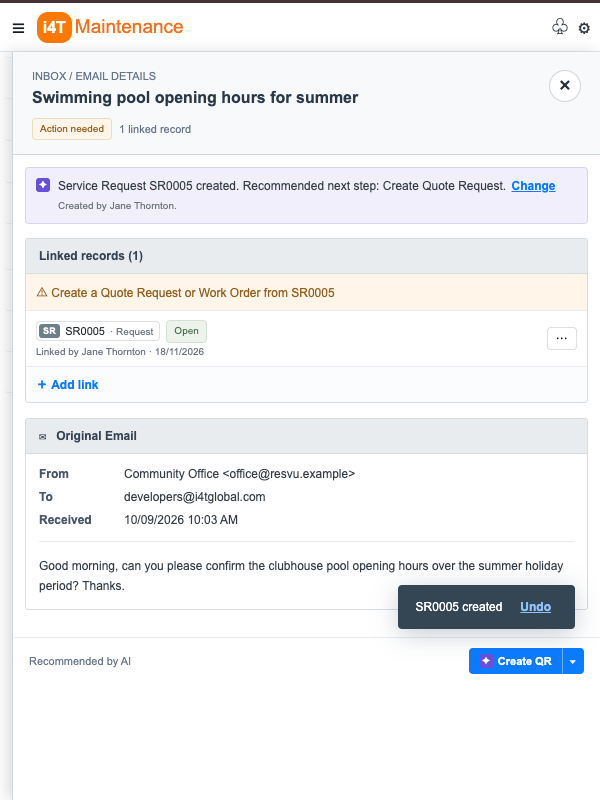 i4T Maintenance
INBOX / EMAIL DETAILS
Swimming pool opening hours for summer
Action needed
1 linked record
Service Request SR0005 created. Recommended next step: Create Quote Request. Change
Created by Jane Thornton.
Linked records (1)
⚠ Create a Quote Request or Work Order from SR0005
SR SR0005 · Request Open
Linked by Jane Thornton · 18/11/2026
+ Add link
Original Email
From Community Office <office@resvu.example>
To developers@i4tglobal.com
Received 10/09/2026 10:03 AM
Good morning, can you please confirm the clubhouse pool opening hours over the summer holiday
period? Thanks.
SR0005 created Undo
Recommended by AI
Create QR